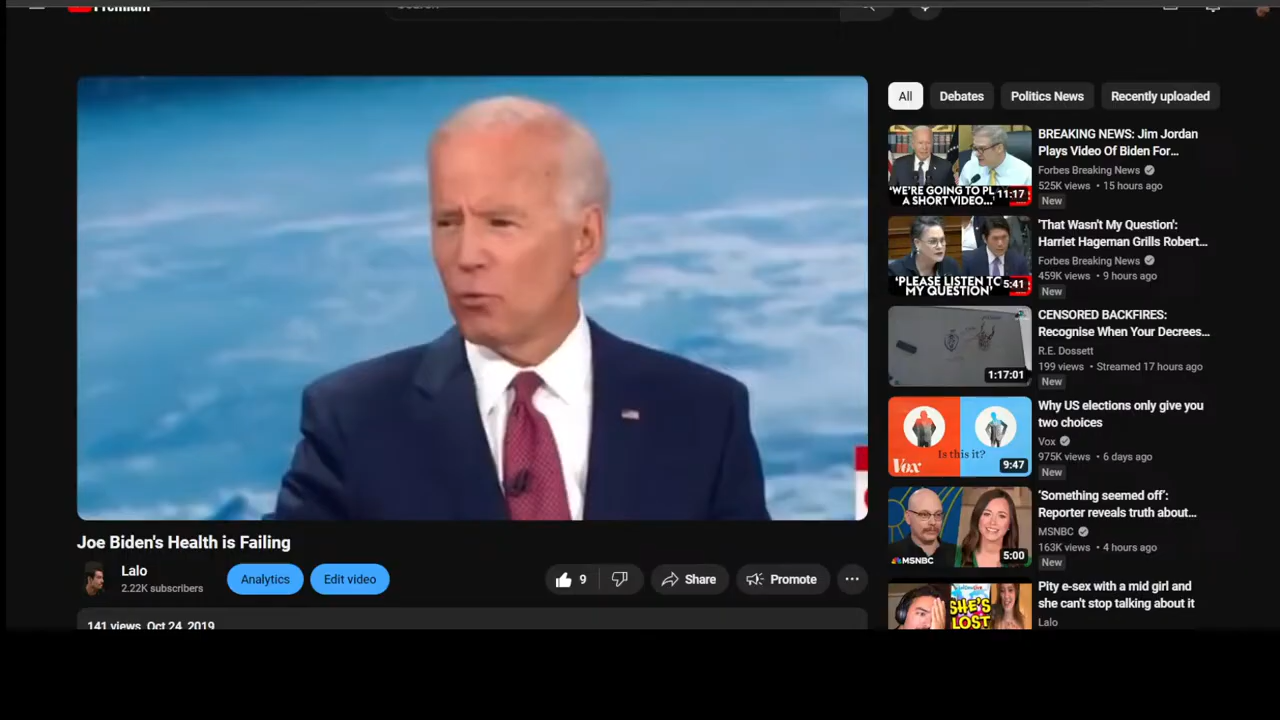 Premium
All
Debates
Politics News
Recently uploaded
BREAKING NEWS: Jim Jordan
Plays Video Of Biden For...
Forbes Breaking News
525K views • 15 hours ago
New
'WE'RE GOING TO PL
A SHORT VIDEO...
11:17
'That Wasn't My Question':
Harriet Hageman Grills Robert...
Forbes Breaking News
459K views • 9 hours ago
New
'PLEASE LISTEN TO
MY QUESTION'
5:41
CENSORED BACKFIRES:
Recognise When Your Decrees...
R.E. Dossett
199 views • Streamed 17 hours ago
New
1:17:01
Why US elections only give you
two choices
Vox
975K views • 6 days ago
New
Is this it?
Vox
9:47
'Something seemed off':
Reporter reveals truth about...
MSNBC
163K views • 4 hours ago
New
MSNBC
5:00
Pity e-sex with a mid girl and
she can't stop talking about it
Lalo
SHE'S
LOST
Joe Biden's Health is Failing
Lalo
2.22K subscribers
Analytics
Edit video
9
Share
Promote
141 views Oct 24, 2019